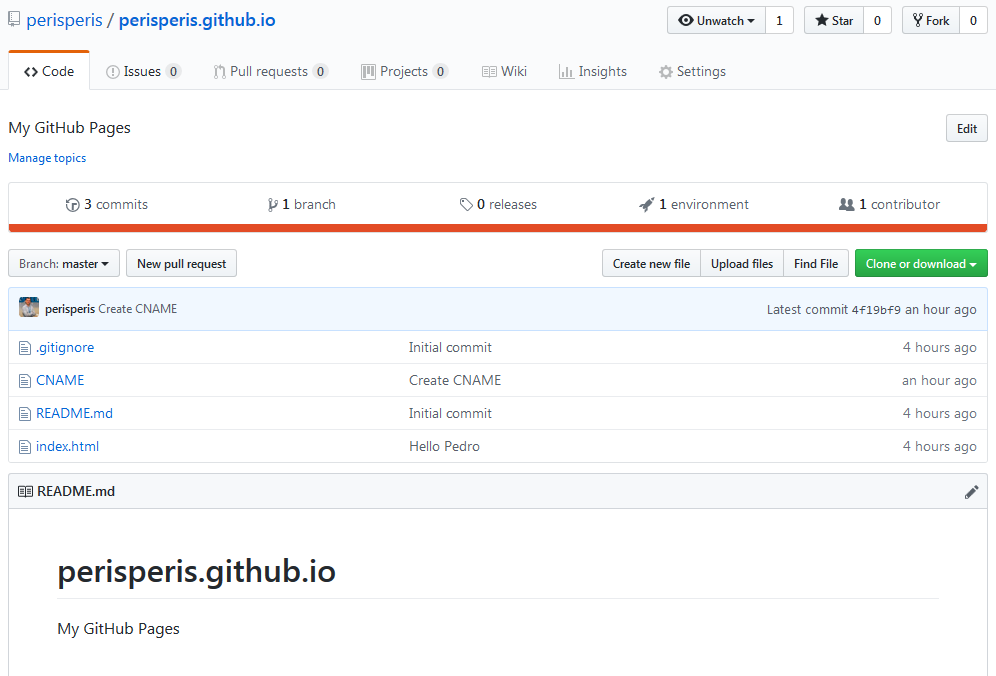 perisperis / perisperis.github.io Unwatch 1 Star 0 Fork 0
Code Issues 0 Pull requests 0 Projects 0 Wiki Insights Settings
My GitHub Pages Edit
Manage topics
3 commits 1 branch 0 releases 1 environment 1 contributor
Branch: master New pull request Create new file Upload files Find File Clone or download
perisperis Create CNAME Latest commit 4f19bf9 an hour ago
.gitignore Initial commit 4 hours ago
CNAME Create CNAME an hour ago
README.md Initial commit 4 hours ago
index.html Hello Pedro 4 hours ago
README.md
perisperis.github.io
My GitHub Pages